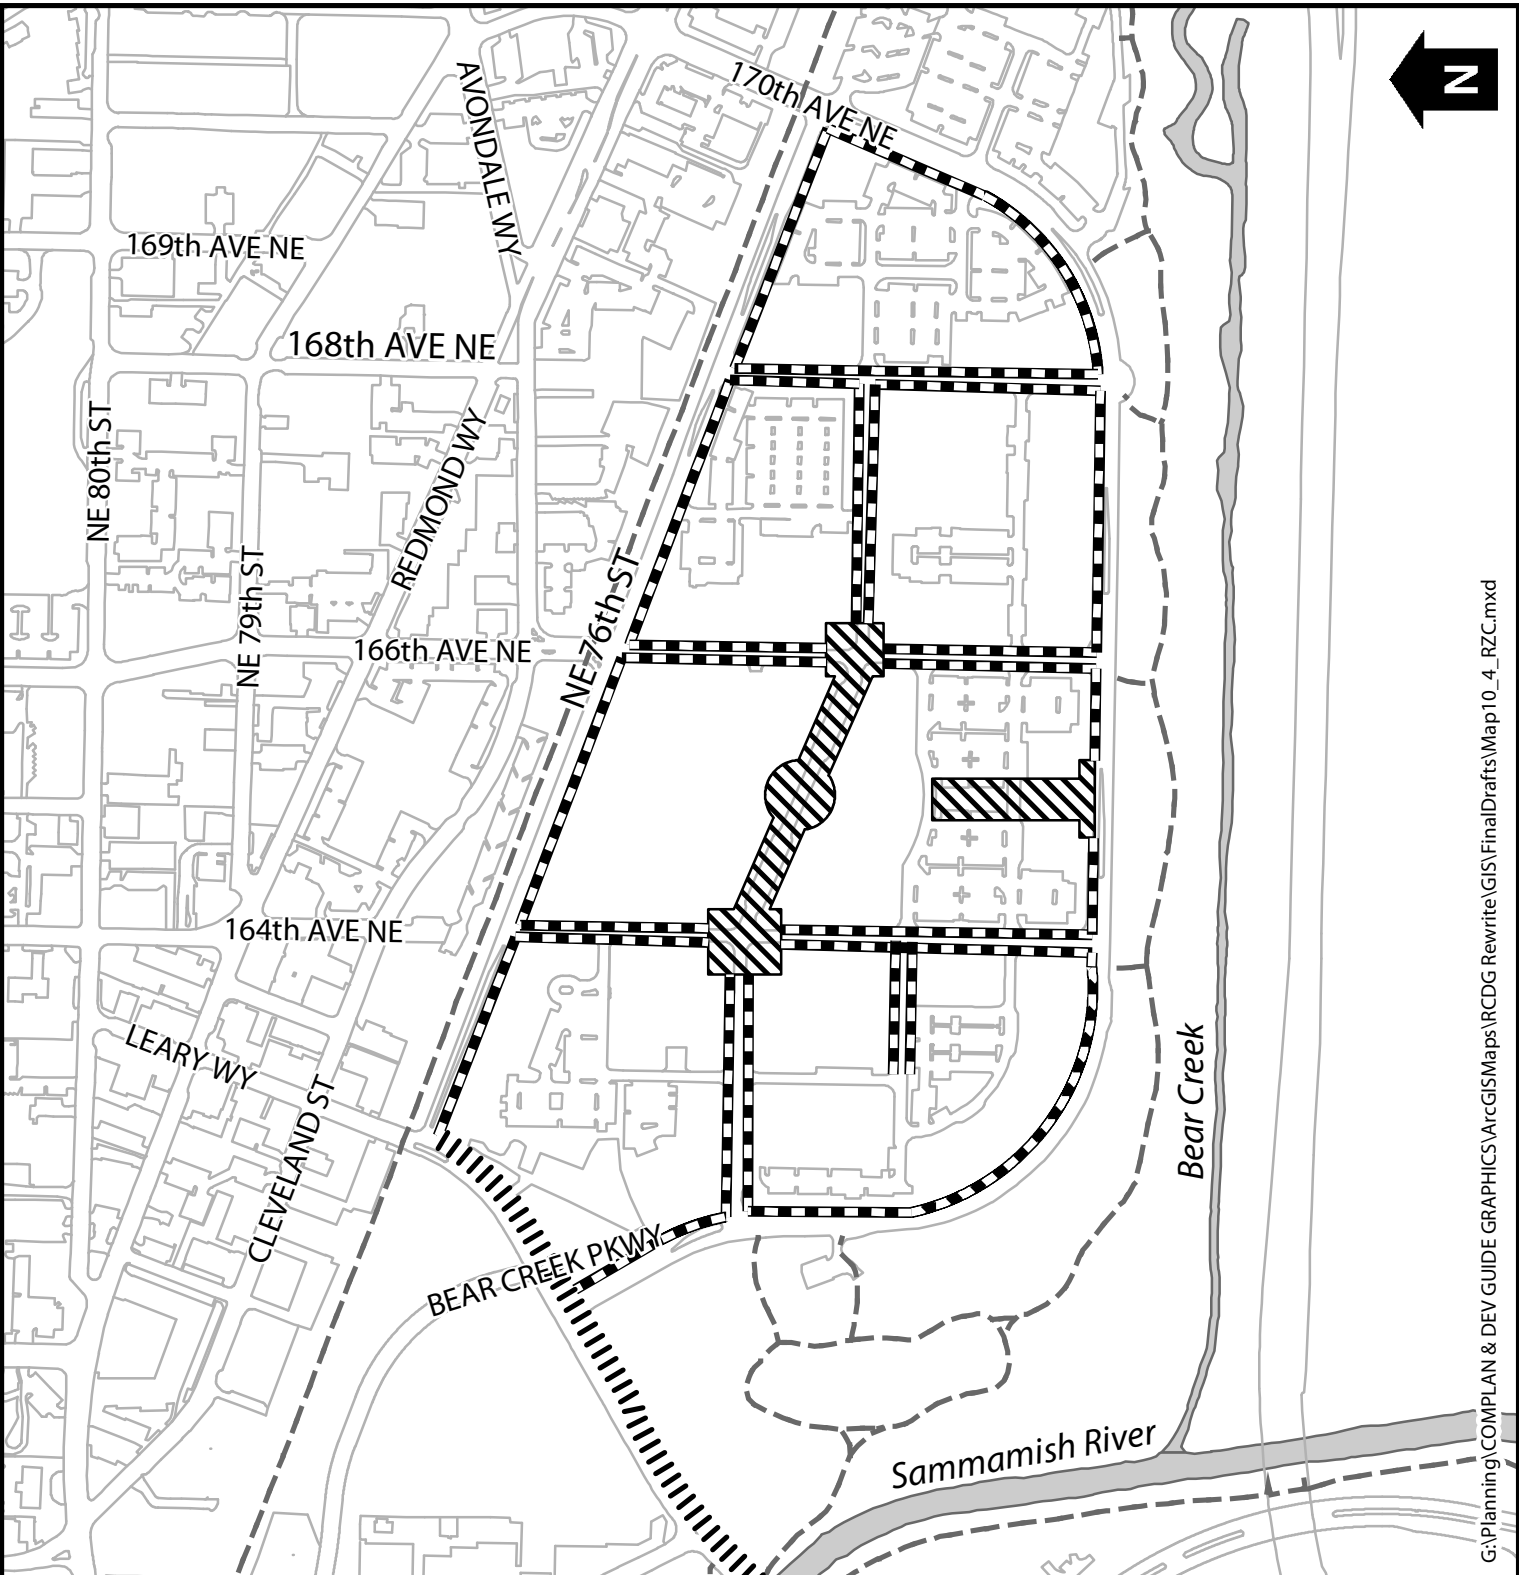 N
170th AVE NE
AVONDALE WY
169th AVE NE
168th AVE NE
NE 80th ST
REDMOND WY
NE 79th ST
NE 76th ST
166th AVE NE
164th AVE NE
LEARY WY
CLEVELAND ST
BEAR CREEK PKWY
Bear Creek
Sammamish River
G:\Planning\COMPLAN & DEV GUIDE GRAPHICS\ArcGISMaps\RCDG Rewrite\GIS\FinalDrafts\Map10_4_RZC.mxd